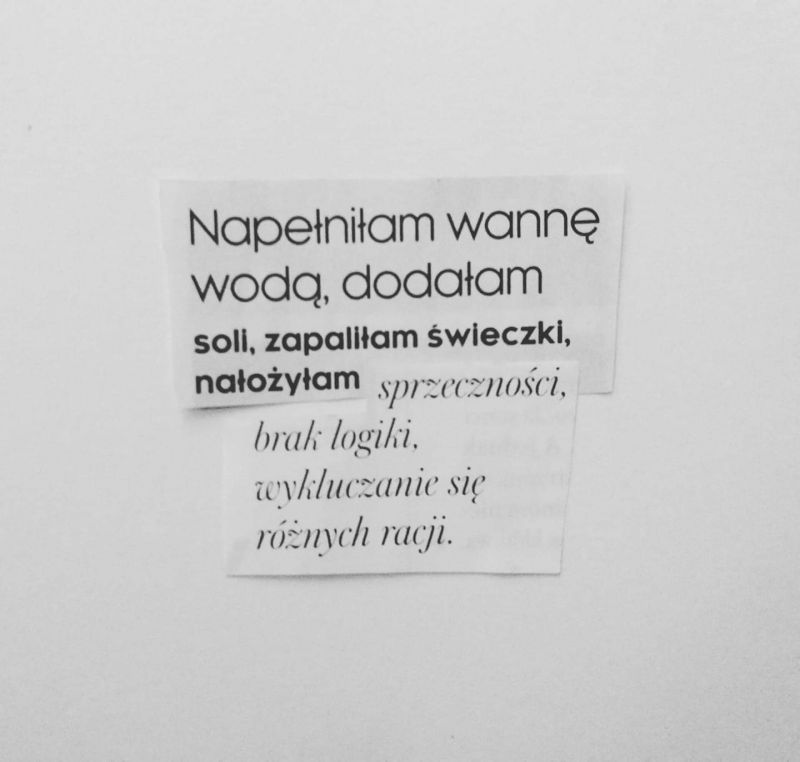 Napełniłam wannę
wodą, dodałam
soli, zapaliłam świeczki,
nałożyłam sprzeczności,
brak logiki,
wykluczanie się
różnych racji.